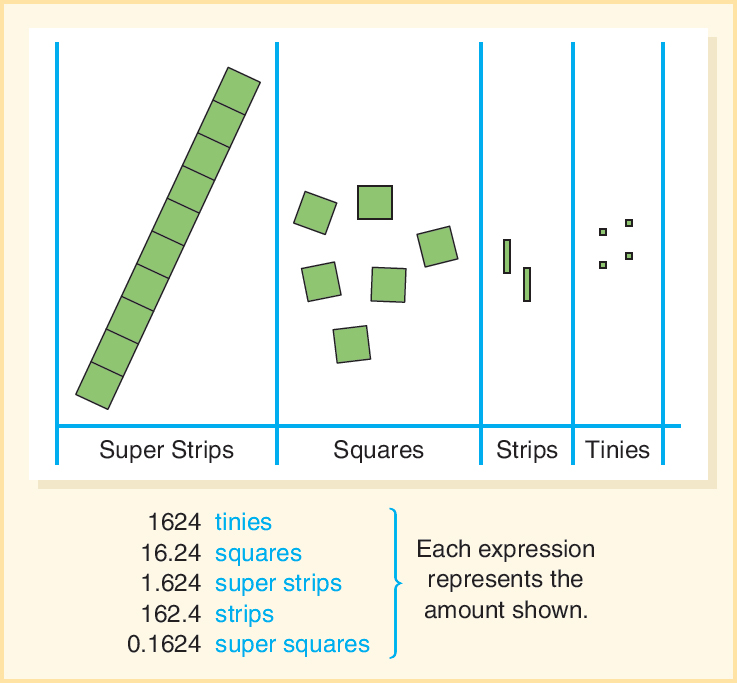 Super Strips Squares Strips Tinies
1624 tinies
16.24 squares
1.624 super strips
162.4 strips
0.1624 super squares
Each expression
represents the
amount shown.